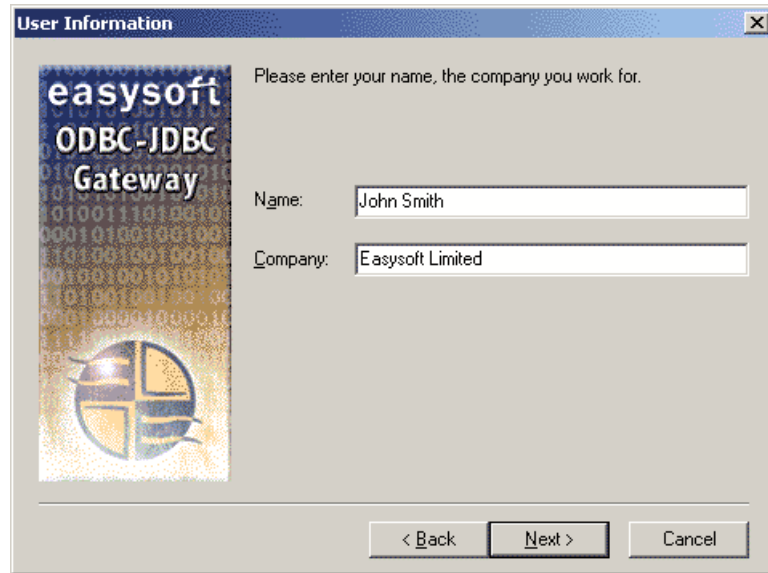 User Information
easysoft
ODBC-JDBC
Gateway
Please enter your name, the company you work for.
Name: John Smith
Company: Easysoft Limited
< Back Next > Cancel